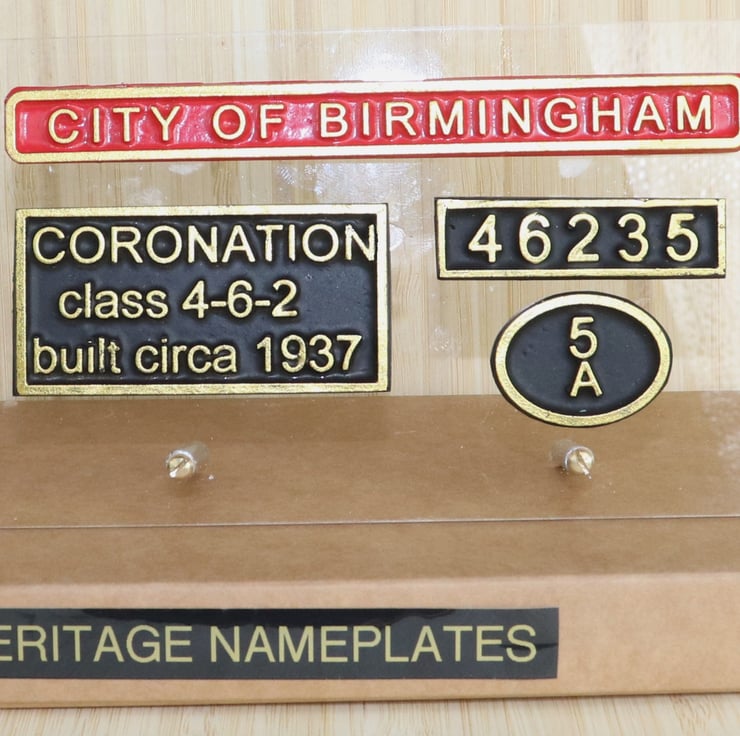 CITY OF BIRMINGHAM
CORONATION
class 4-6-2
built circa 1937
46235
5
A
ERITAGE NAMEPLATES